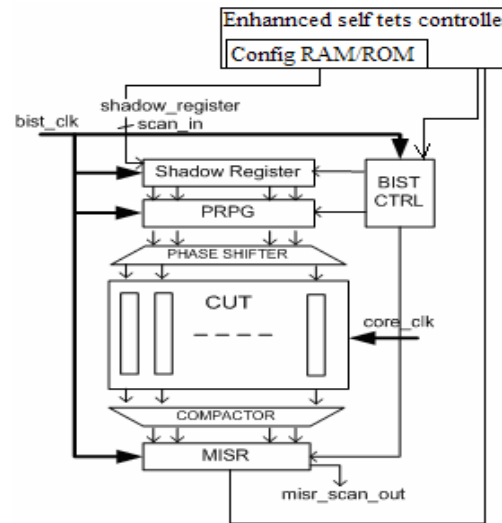 Enhannced self tets controlle
Config RAM/ROM
shadow_register
bist_clk
scan_in
Shadow Register
BIST
CTRL
PRPG
PHASE SHIFTER
CUT
core_clk
COMPACTOR
MISR
misr_scan_out